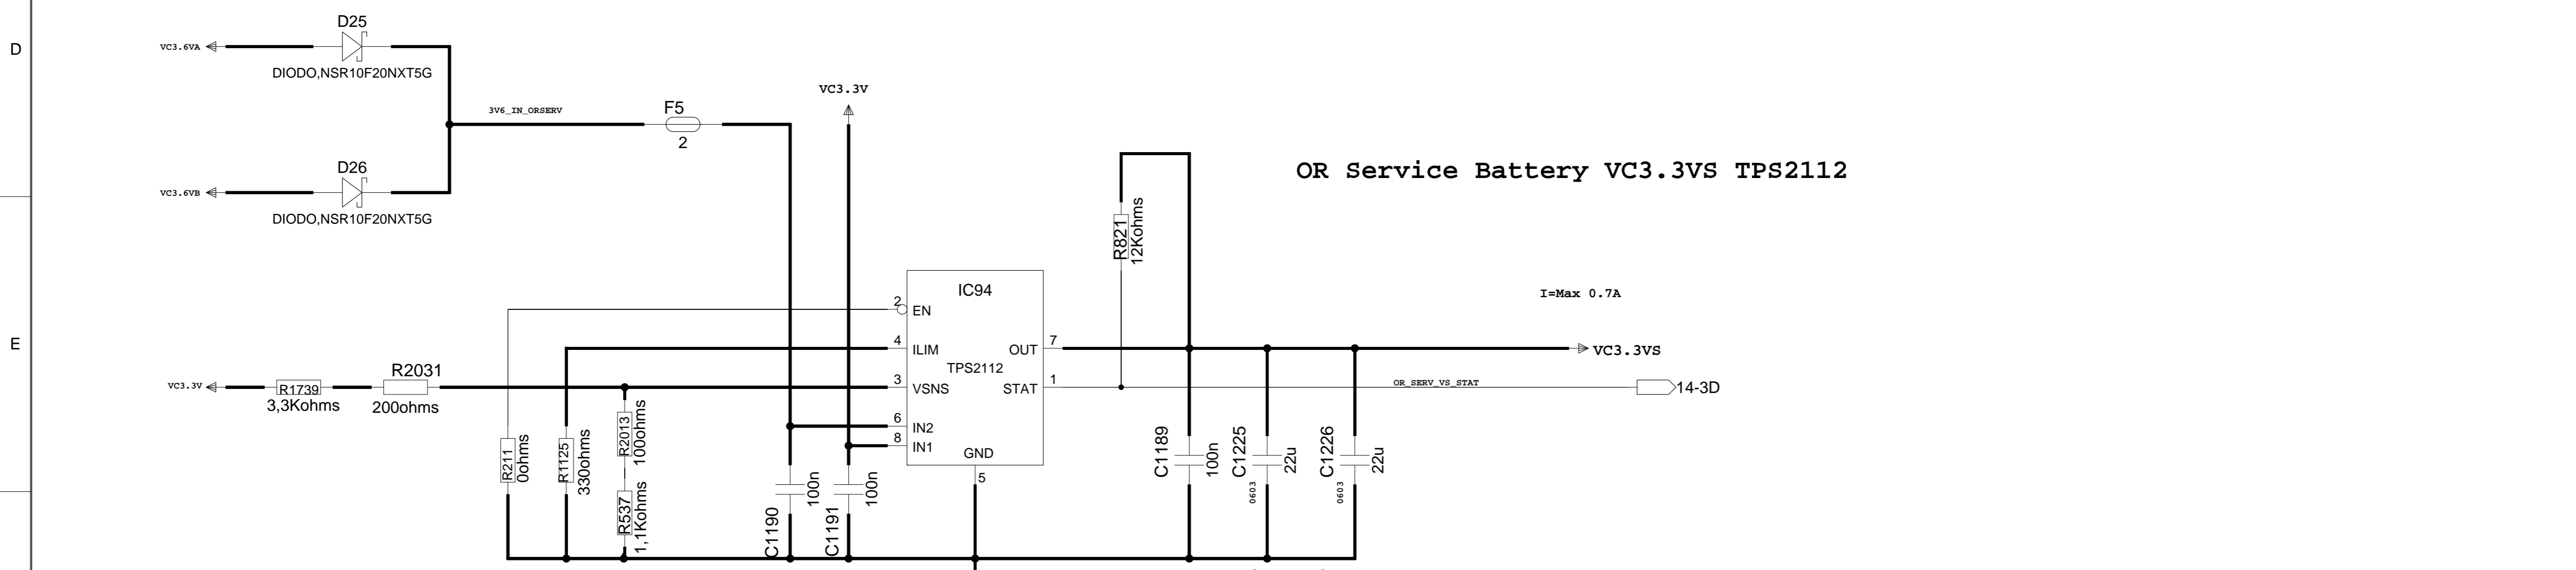 D
D25
VC3.6VA
DIODO,NSR10F20NXT5G
VC3.3V
3V6_IN_ORSERV
F5
2
D26
VC3.6VB
DIODO,NSR10F20NXT5G
OR Service Battery VC3.3VS TPS2112
R821
12Kohms
IC94
I=Max 0.7A
2
EN
E
4
ILIM
OUT
7
VC3.3VS
TPS2112
R2031
VC3.3V
R1739
3,3Kohms
200ohms
3
VSNS
STAT
1
OR_SERV_VS_STAT
14-3D
R211
0ohms
R1125
330ohms
R2013
100ohms
R537
1,1Kohms
6
IN2
8
IN1
GND
5
C1190
100n
C1191
100n
C1189
100n
C1225
22u
0603
C1226
22u
0603